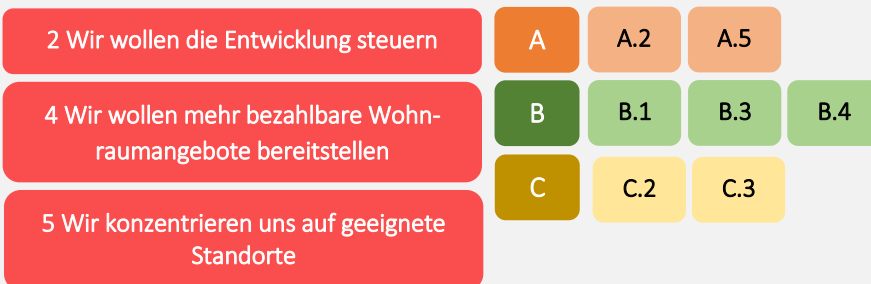 2 Wir wollen die Entwicklung steuern
4 Wir wollen mehr bezahlbare Wohn-
raumangebote bereitstellen
5 Wir konzentrieren uns auf geeignete
Standorte
A A.2 A.5
B B.1 B.3 B.4
C C.2 C.3